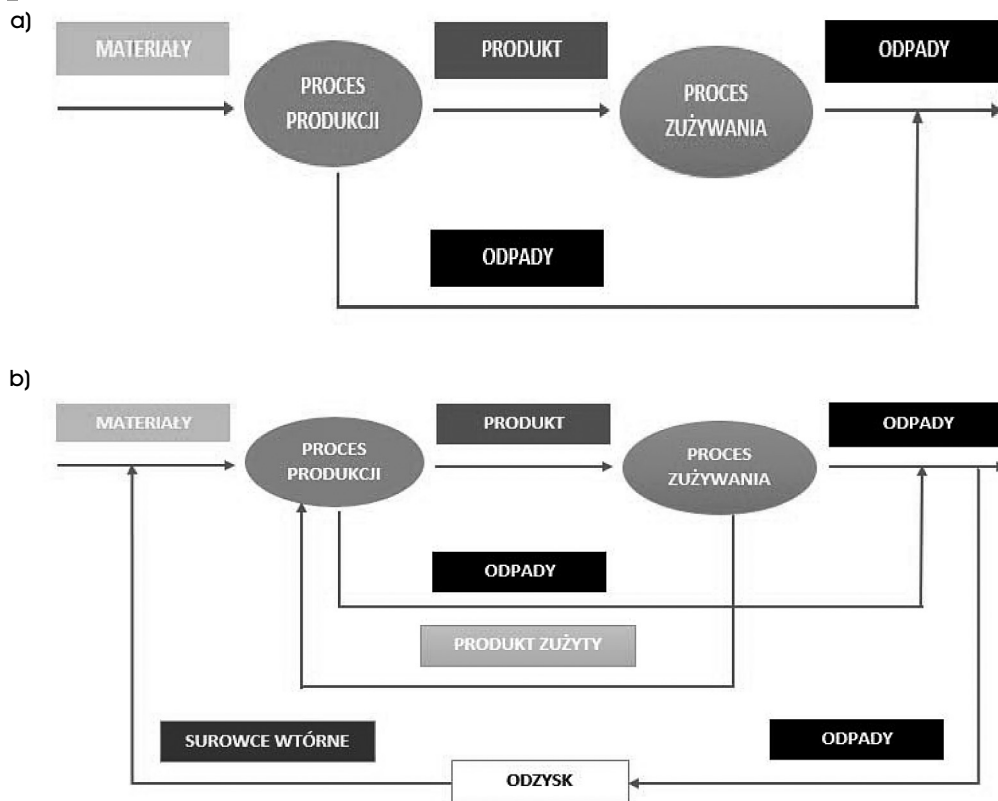 a)
MATERIAŁY
PRODUKT
ODPADY
PROCES
PRODUKCJI
PROCES
ZUŻYWANIA
ODPADY
b)
MATERIAŁY
PRODUKT
ODPADY
PROCES
PRODUKCJI
PROCES
ZUŻYWANIA
ODPADY
PRODUKT ZUŻYTY
SUROWCE WTÓRNE
ODPADY
ODZYSK